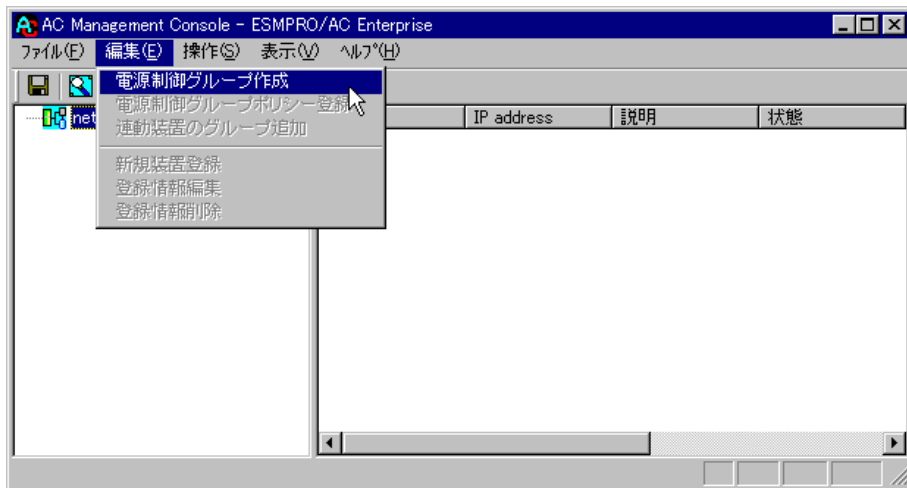 AC Management Console - ESMPRO/AC Enterprise
ﾌｧｲﾙ(F) 編集(E) 操作(S) 表示(V) ﾍﾙﾌﾟ(H)
電源制御グループ作成
電源制御グループポリシー登録
連動装置のグループ追加
新規装置登録
登録情報編集
登録情報削除
net
IP address 説明 状態